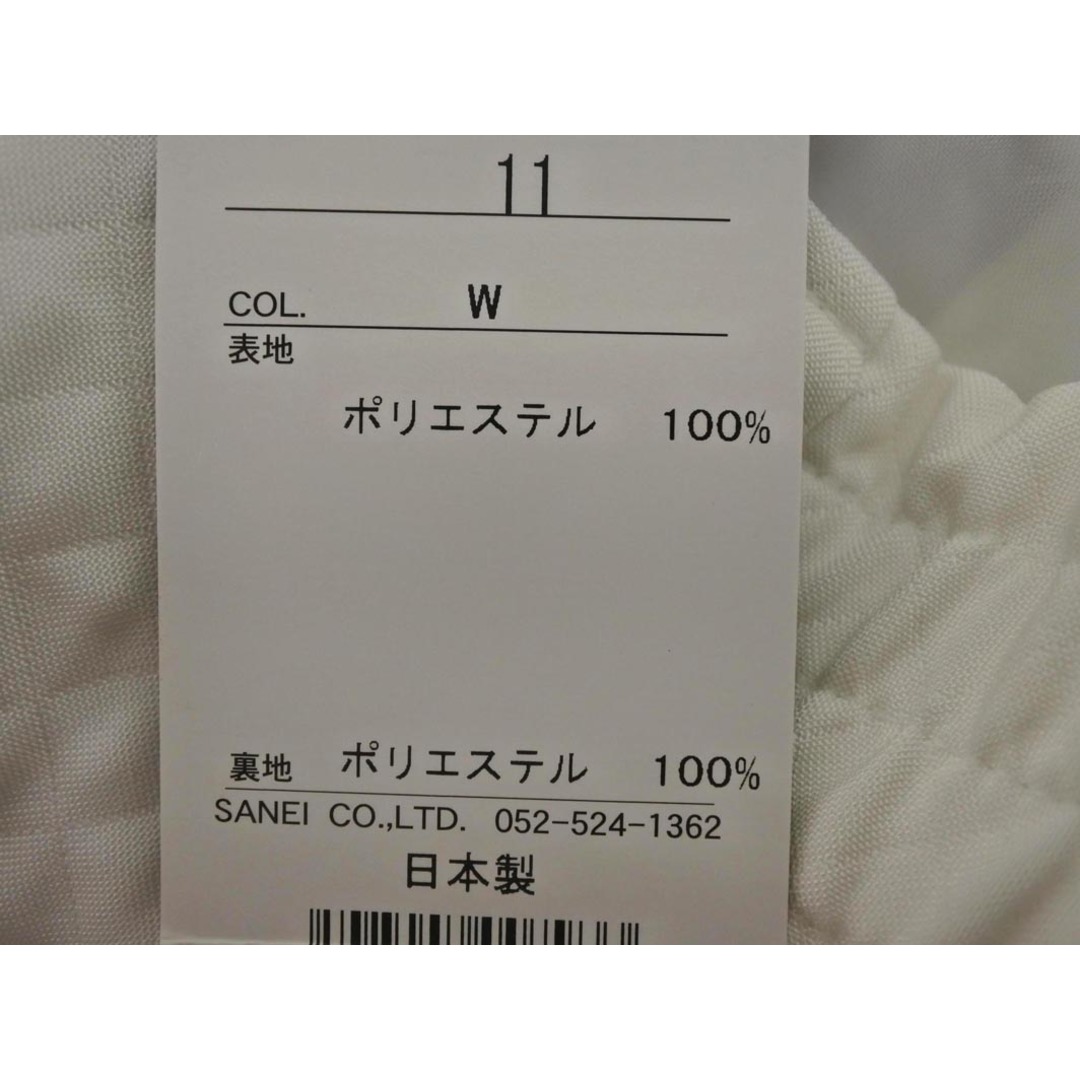 11
COL. W
表地
ポリエステル 100%
裏地 ポリエステル 100%
SANEI CO.,LTD. 052-524-1362
日本製